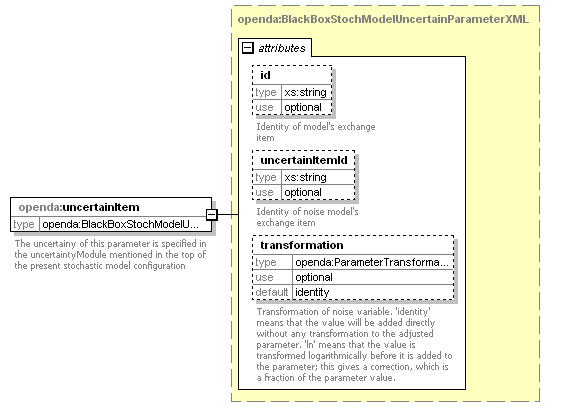 openda:BlackBoxStochModelUncertainParameterXML
attributes
id
type xs:string
use optional
Identity of model's exchange
item
uncertainItemId
type xs:string
use optional
Identity of noise model's
exchange item
openda:uncertainItem
type openda:BlackBoxStochModelU...
The uncertainy of this parameter is specified in
the uncertaintyModule mentioned in the top of
the present stochastic model configuration
transformation
type openda:ParameterTransforma...
use optional
default identity
Transformation of noise variable. 'identity'
means that the value will be added directly
without any transformation to the adjusted
parameter. 'ln' means that the value is
transformed logarithmically before it is added to
the parameter; this gives a correction, which is
a fraction of the parameter value.